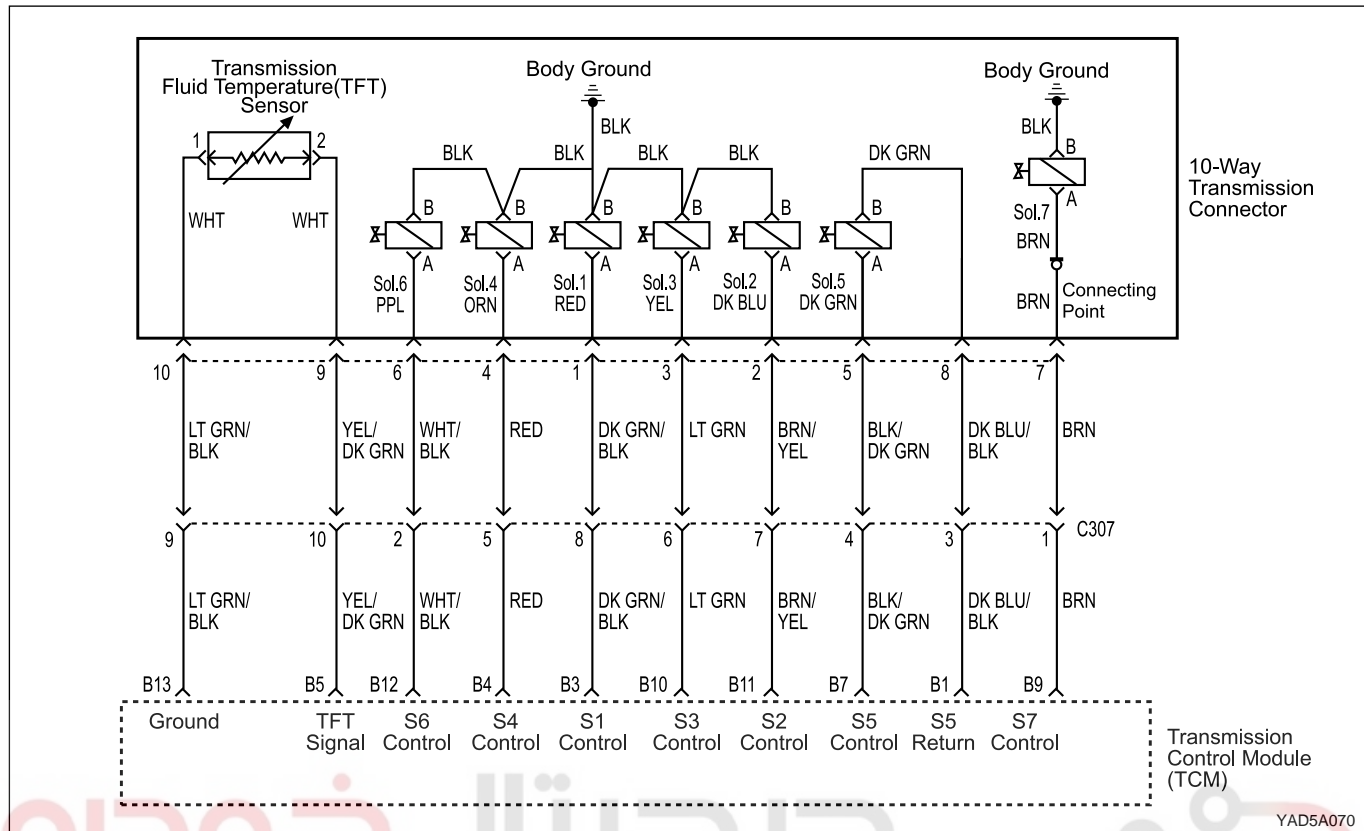 Transmission
Fluid Temperature(TFT)
Sensor
Body Ground
Body Ground
1
2
BLK
BLK
BLK
BLK
BLK
BLK
DK GRN
B
A
Sol.7
10-Way
Transmission
Connector
WHT
WHT
B
B
B
B
B
B
A
A
A
A
A
A
Sol.6
PPL
Sol.4
ORN
Sol.1
RED
Sol.3
YEL
Sol.2
DK BLU
Sol.5
DK GRN
BRN
BRN
Connecting
Point
10
9
6
4
1
3
2
5
8
7
LT GRN/
BLK
YEL/
DK GRN
WHT/
BLK
RED
DK GRN/
BLK
LT GRN
BRN/
YEL
BLK/
DK GRN
DK BLU/
BLK
BRN
9
10
2
5
8
6
7
4
3
1
C307
LT GRN/
BLK
YEL/
DK GRN
WHT/
BLK
RED
DK GRN/
BLK
LT GRN
BRN/
YEL
BLK/
DK GRN
DK BLU/
BLK
BRN
B13
B5
B12
B4
B3
B10
B11
B7
B1
B9
Ground
TFT
Signal
S6
Control
S4
Control
S1
Control
S3
Control
S2
Control
S5
Control
S5
Return
S7
Control
Transmission
Control Module
(TCM)
YAD5A070